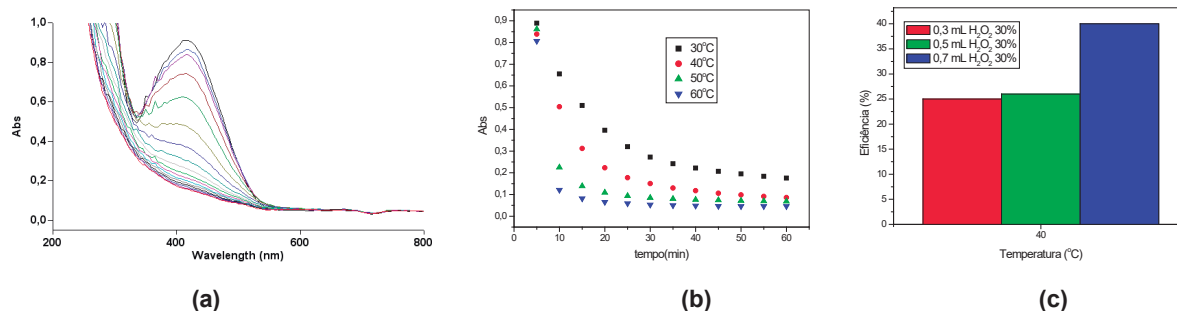 1,0
0,8
0,6
0,4
0,2
0,0
Abs
200
400
600
800
Wavelength (nm)
(a)
0,9
0,8
0,7
0,6
0,5
0,4
0,3
0,2
0,1
0,0
Abs
30°C
40°C
50°C
60°C
0
10
20
30
40
50
60
tempo(min)
(b)
40
35
30
25
20
15
10
5
0
Eficiência (%)
0,3 mL H₂O₂ 30%
0,5 mL H₂O₂ 30%
0,7 mL H₂O₂ 30%
40
Temperatura (°C)
(c)